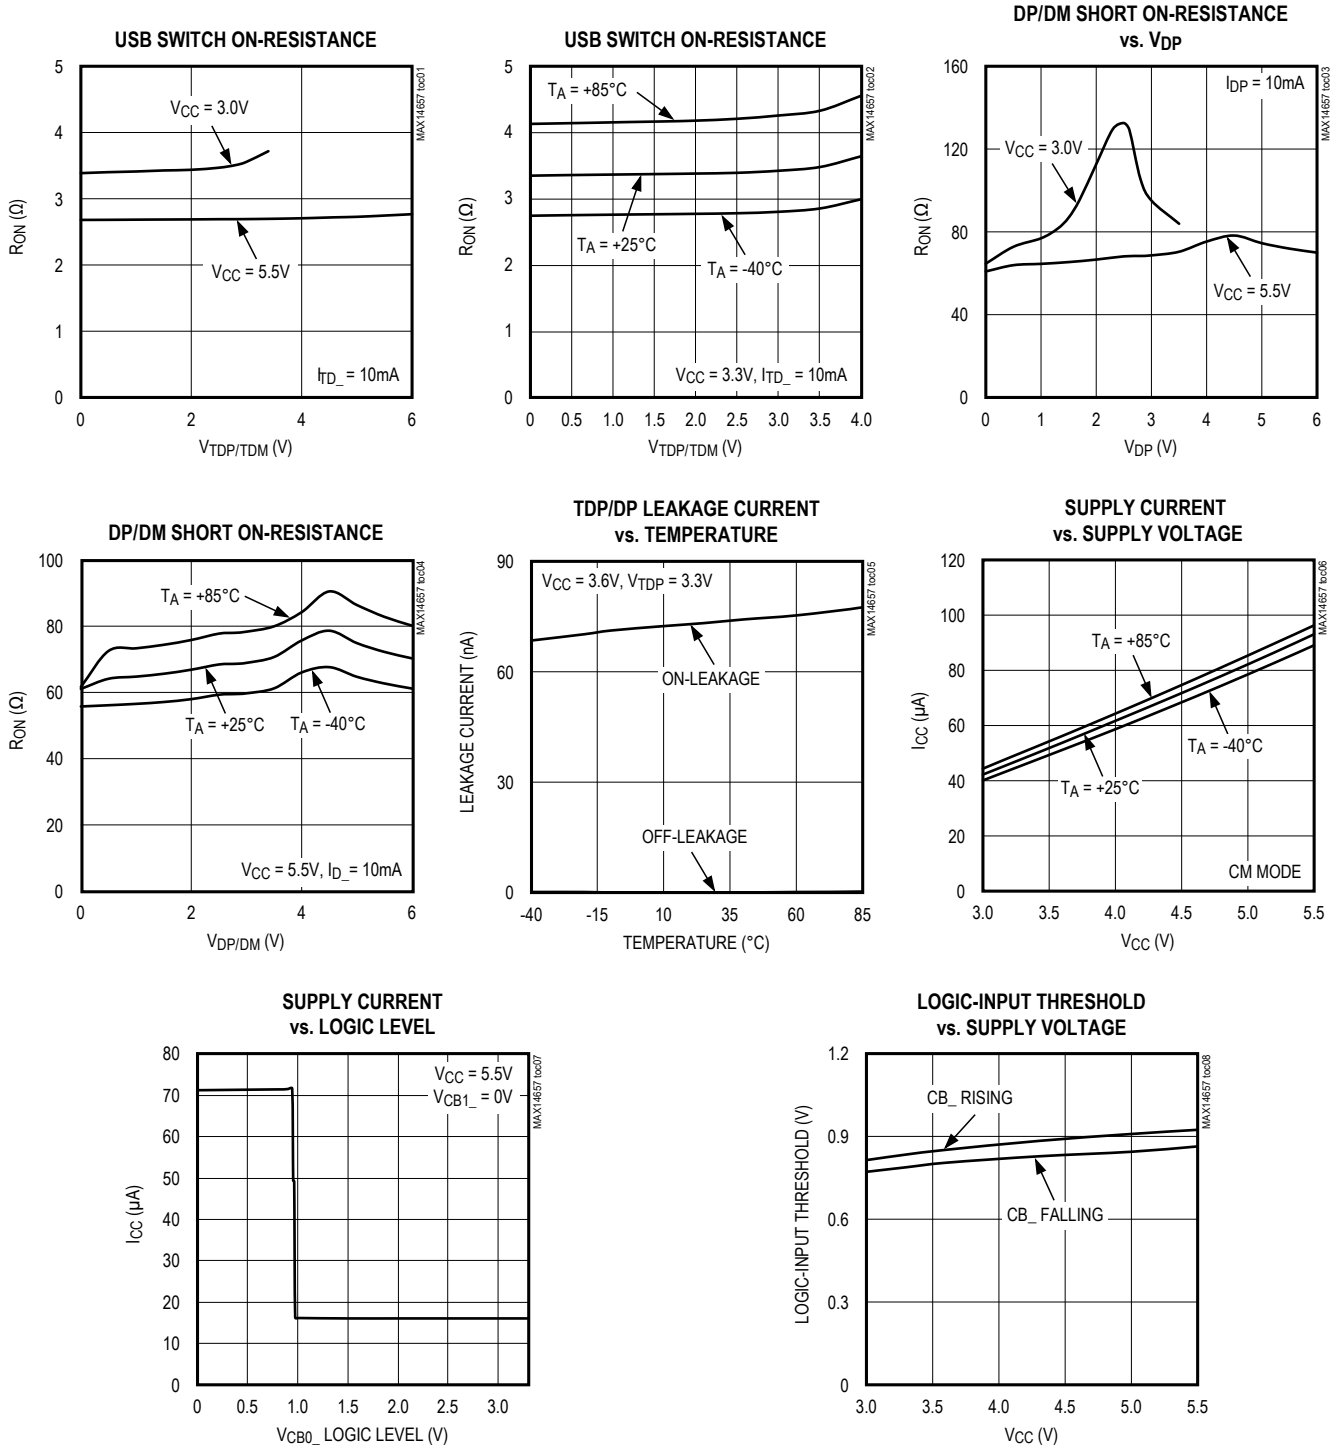 USB SWITCH ON-RESISTANCE
MAX14657 toc01
5
4
3
2
1
0
RON (Ω)
VCC = 3.0V
VCC = 5.5V
ITD_ = 10mA
0 2 4 6
VTDP/TDM (V)
USB SWITCH ON-RESISTANCE
MAX14657 toc02
5
4
3
2
1
0
RON (Ω)
TA = +85°C
TA = +25°C
TA = -40°C
VCC = 3.3V, ITD_ = 10mA
0 0.5 1.0 1.5 2.0 2.5 3.0 3.5 4.0
VTDP/TDM (V)
DP/DM SHORT ON-RESISTANCE
vs. VDP
MAX14657 toc03
160
120
80
40
0
RON (Ω)
IDP = 10mA
VCC = 3.0V
VCC = 5.5V
0 1 2 3 4 5 6
VDP (V)
DP/DM SHORT ON-RESISTANCE
MAX14657 toc04
100
80
60
40
20
0
RON (Ω)
TA = +85°C
TA = +25°C
TA = -40°C
VCC = 5.5V, ID_ = 10mA
0 2 4 6
VDP/DM (V)
TDP/DP LEAKAGE CURRENT
vs. TEMPERATURE
MAX14657 toc05
90
60
30
0
LEAKAGE CURRENT (nA)
VCC = 3.6V, VTDP = 3.3V
ON-LEAKAGE
OFF-LEAKAGE
-40 -15 10 35 60 85
TEMPERATURE (°C)
SUPPLY CURRENT
vs. SUPPLY VOLTAGE
MAX14657 toc06
120
100
80
60
40
20
0
ICC (µA)
TA = +85°C
TA = -40°C
TA = +25°C
CM MODE
3.0 3.5 4.0 4.5 5.0 5.5
VCC (V)
SUPPLY CURRENT
vs. LOGIC LEVEL
MAX14657 toc07
80
70
60
50
40
30
20
10
0
ICC (µA)
VCC = 5.5V
VCB1_ = 0V
0 0.5 1.0 1.5 2.0 2.5 3.0
VCB0_ LOGIC LEVEL (V)
LOGIC-INPUT THRESHOLD
vs. SUPPLY VOLTAGE
MAX14657 toc08
1.2
0.9
0.6
0.3
0
LOGIC-INPUT THRESHOLD (V)
CB_ RISING
CB_ FALLING
3.0 3.5 4.0 4.5 5.0 5.5
VCC (V)